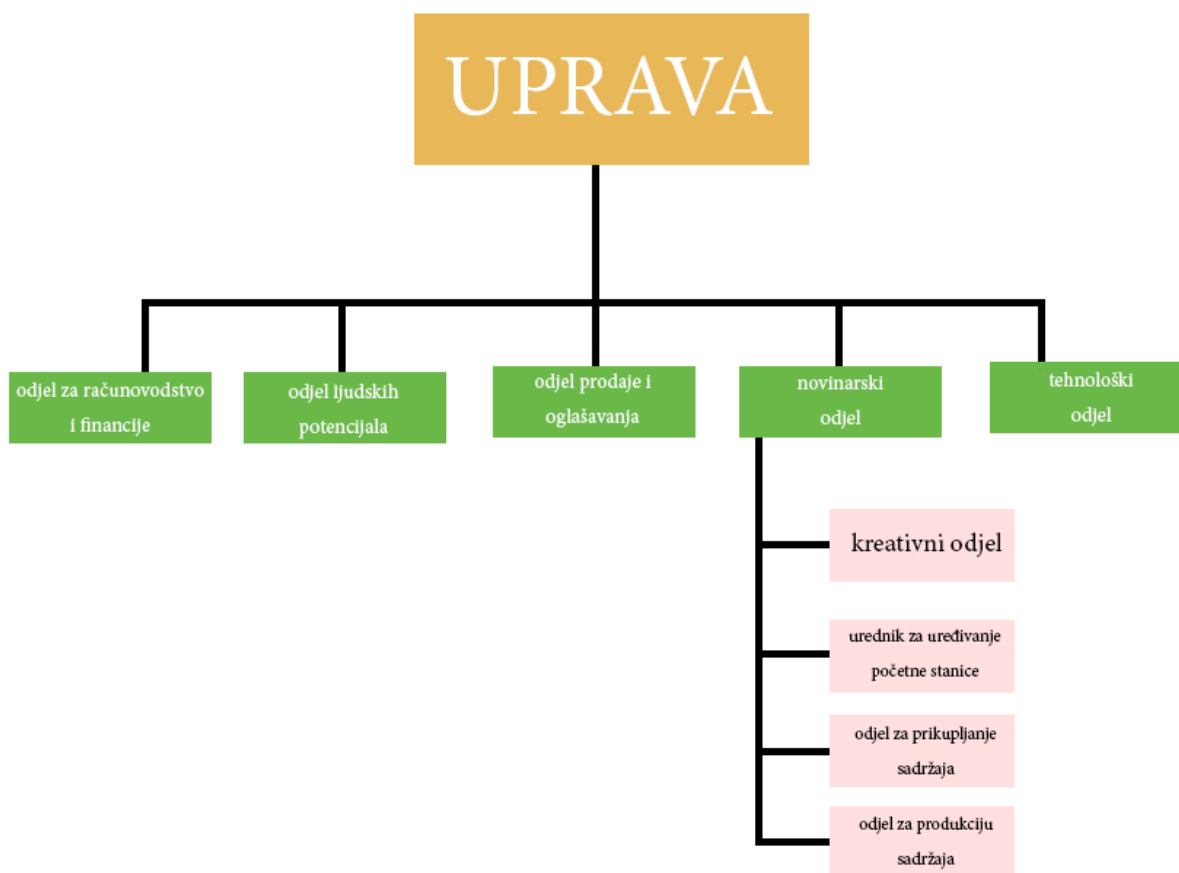 UPRAVA
odjel za računovodstvo
i financije
odjel ljudskih
potencijala
odjel prodaje i
oglašavanja
novinarski
odjel
tehnološki
odjel
kreativni odjel
urednik za uređivanje
početne stanice
odjel za prikupljanje
sadržaja
odjel za produkciju
sadržaja